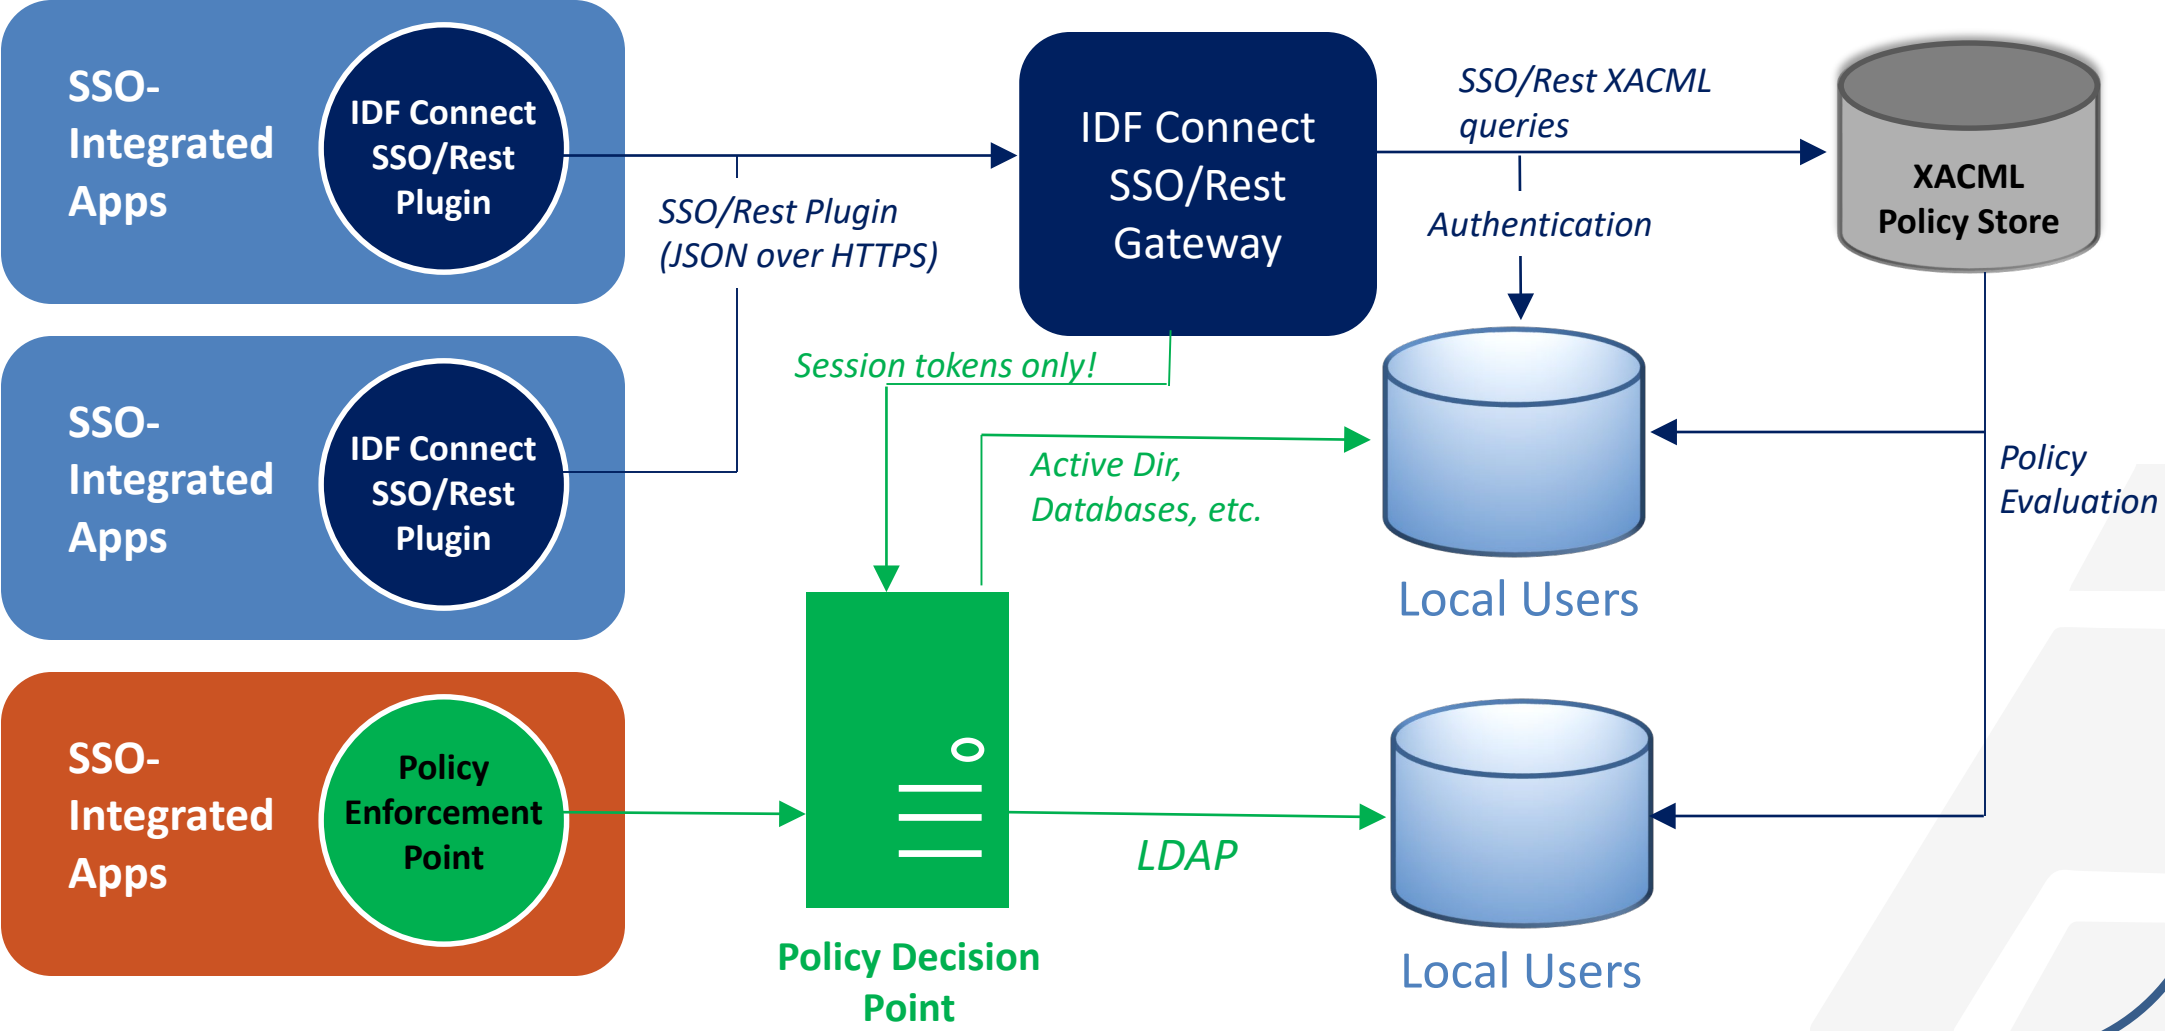 SSO-
Integrated
Apps
IDF Connect
SSO/Rest
Plugin
SSO/Rest Plugin
(JSON over HTTPS)
IDF Connect
SSO/Rest
Gateway
SSO/Rest XACML
queries
Authentication
XACML
Policy Store
SSO-
Integrated
Apps
IDF Connect
SSO/Rest
Plugin
Session tokens only!
Active Dir,
Databases, etc.
Local Users
Policy
Evaluation
SSO-
Integrated
Apps
Policy
Enforcement
Point
Policy Decision
Point
LDAP
Local Users